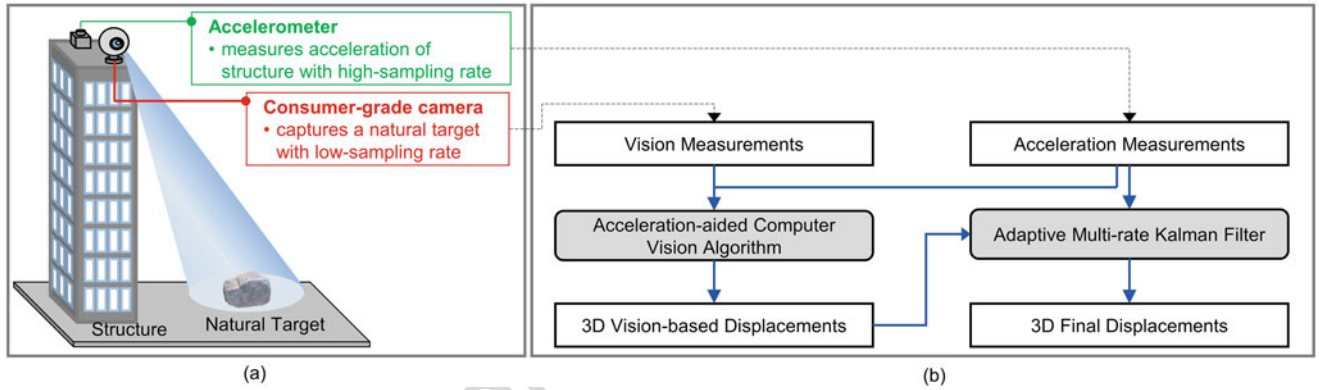 Accelerometer
• measures acceleration of
structure with high-sampling rate
Consumer-grade camera
• captures a natural target
with low-sampling rate
Structure
Natural Target
(a)
Vision Measurements
Acceleration Measurements
Acceleration-aided Computer
Vision Algorithm
Adaptive Multi-rate Kalman Filter
3D Vision-based Displacements
3D Final Displacements
(b)